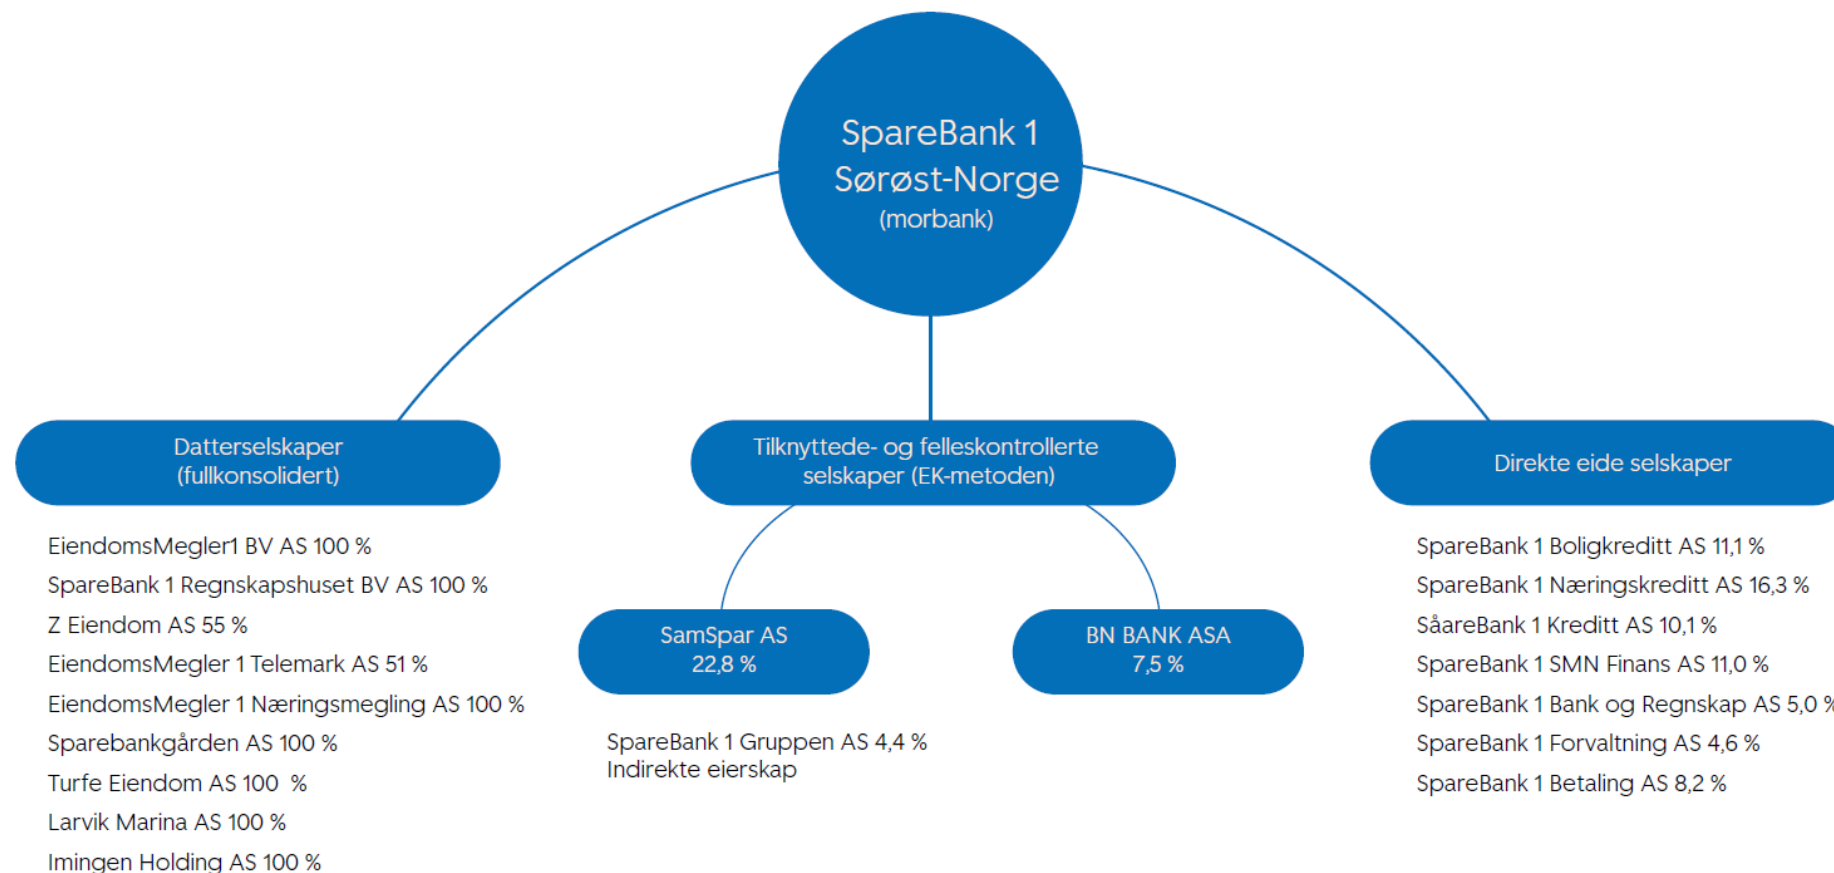 SpareBank 1
Sørøst-Norge
(morbank)
Datterselskaper
(fullkonsolidert)
EiendomsMegler1 BV AS 100 %
SpareBank 1 Regnskapshuset BV AS 100 %
Z Eiendom AS 55 %
EiendomsMegler 1 Telemark AS 51 %
EiendomsMegler 1 Næringsmegling AS 100 %
Sparebankgården AS 100 %
Turfe Eiendom AS 100 %
Larvik Marina AS 100 %
Imingen Holding AS 100 %
Tilknyttede- og felleskontrollerte
selskaper (EK-metoden)
SamSpar AS
22,8 %
SpareBank 1 Gruppen AS 4,4 %
Indirekte eierskap
BN BANK ASA
7,5 %
Direkte eide selskaper
SpareBank 1 Boligkreditt AS 11,1 %
SpareBank 1 Næringskreditt AS 16,3 %
SåareBank 1 Kreditt AS 10,1 %
SpareBank 1 SMN Finans AS 11,0 %
SpareBank 1 Bank og Regnskap AS 5,0 %
SpareBank 1 Forvaltning AS 4,6 %
SpareBank 1 Betaling AS 8,2 %